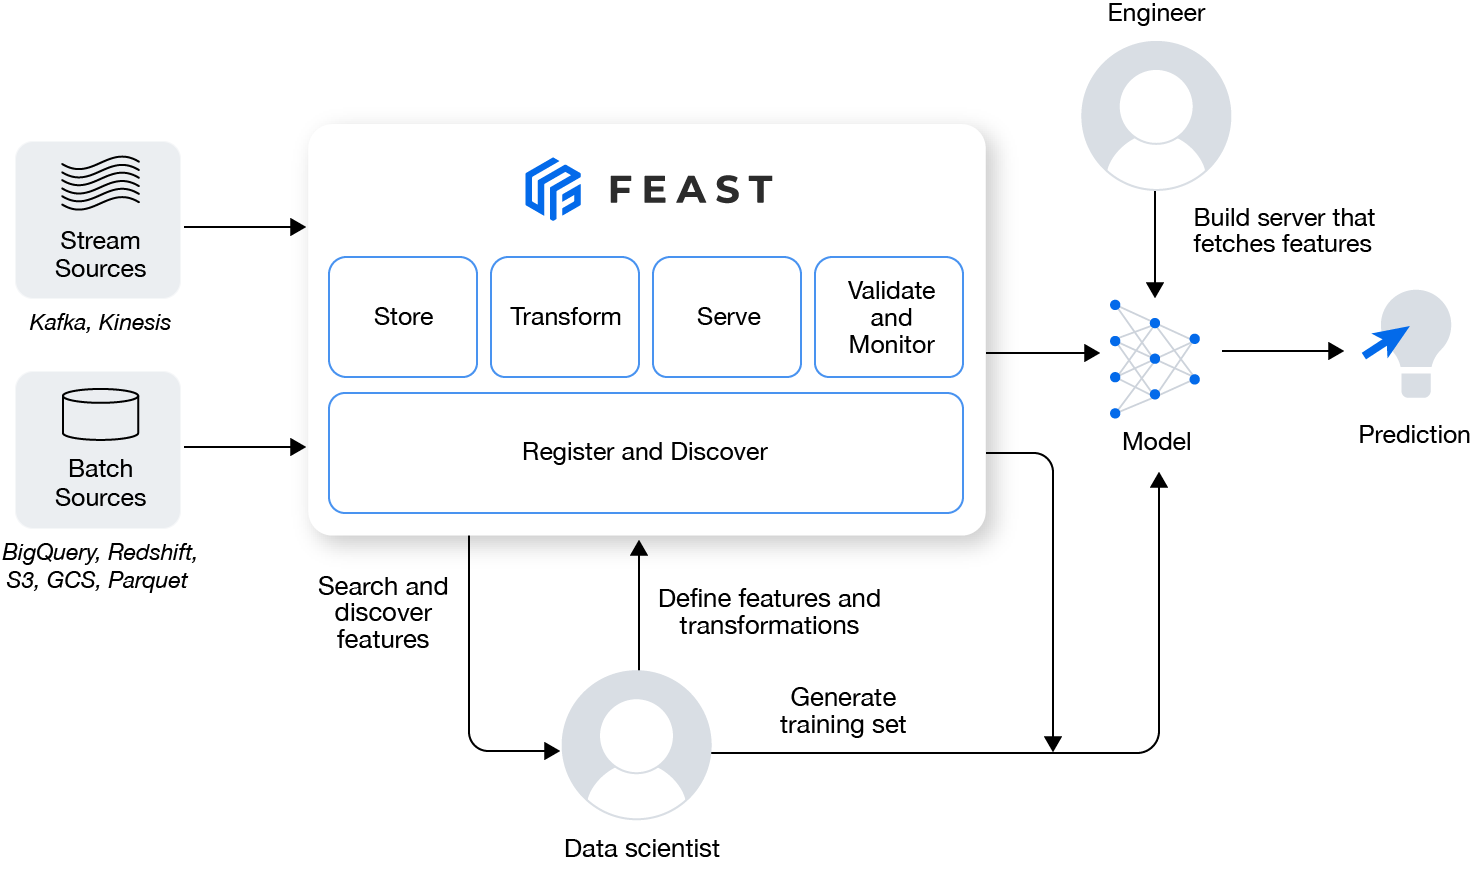 Engineer
Build server that
fetches features
FEAST
Stream
Sources
Kafka, Kinesis
Store
Transform
Serve
Validate
and
Monitor
Register and Discover
Batch
Sources
BigQuery, Redshift,
S3, GCS, Parquet
Model
Prediction
Search and
discover
features
Define features and
transformations
Generate
training set
Data scientist